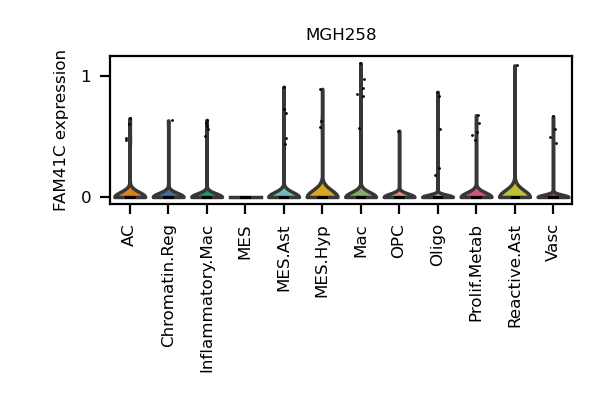 MGH258
FAM41C expression
1
0
AC
Chromatin.Reg
Inflammatory.Mac
MES
MES.Ast
MES.Hyp
Mac
OPC
Oligo
Prolif.Metab
Reactive.Ast
Vasc